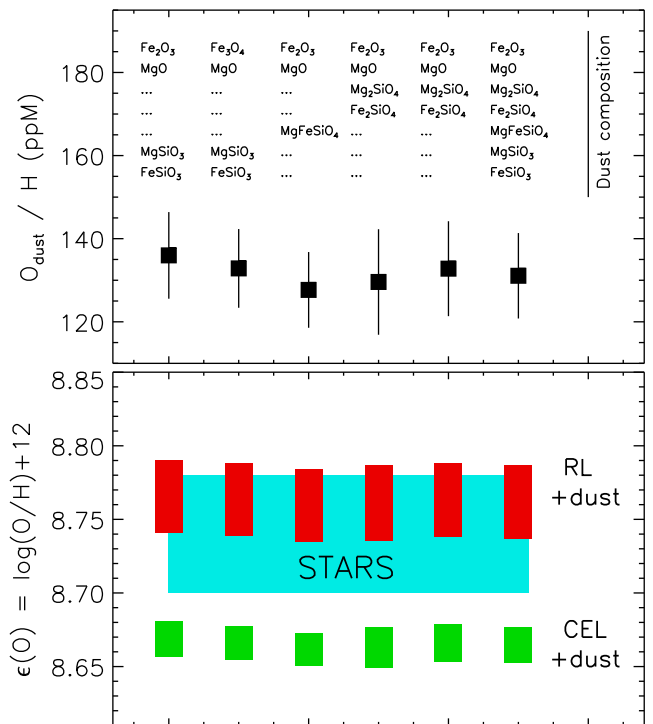 O_dust / H (ppM)
180
160
140
120
Fe₂O₃ Fe₃O₄ Fe₂O₃ Fe₂O₃ Fe₂O₃ Fe₂O₃
MgO MgO MgO MgO MgO MgO
... ... ... Mg₂SiO₄ Mg₂SiO₄ Mg₂SiO₄
... ... ... Fe₂SiO₄ Fe₂SiO₄ Fe₂SiO₄
... ... MgFeSiO₄ ... ... MgFeSiO₄
MgSiO₃ MgSiO₃ ... ... ... MgSiO₃
FeSiO₃ FeSiO₃ ... ... ... FeSiO₃
Dust composition
ϵ(O) = log(O/H)+12
8.85
8.80
8.75
8.70
8.65
RL
+dust
STARS
CEL
+dust